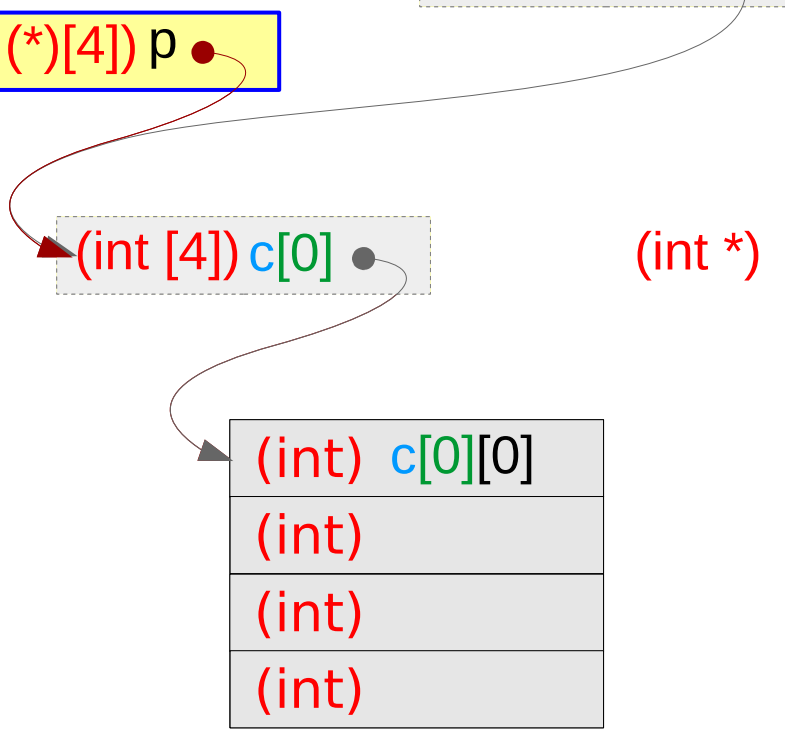 (*)[4]) p
(int [4]) c[0]
(int *)
(int) c[0][0]
(int)
(int)
(int)